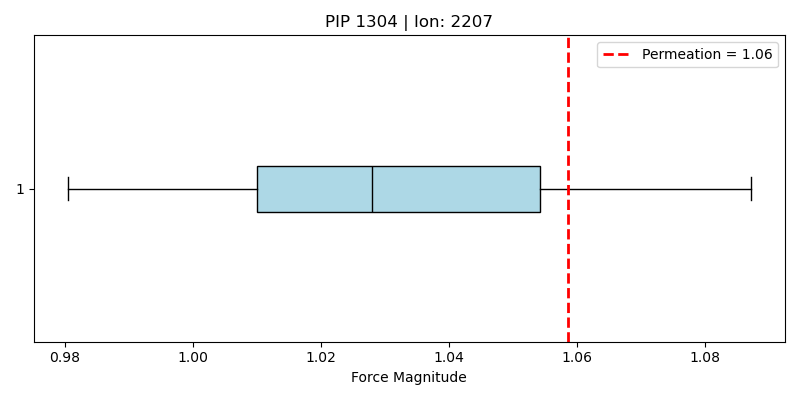 PIP 1304 | Ion: 2207
Permeation = 1.06
1
0.98 1.00 1.02 1.04 1.06 1.08
Force Magnitude